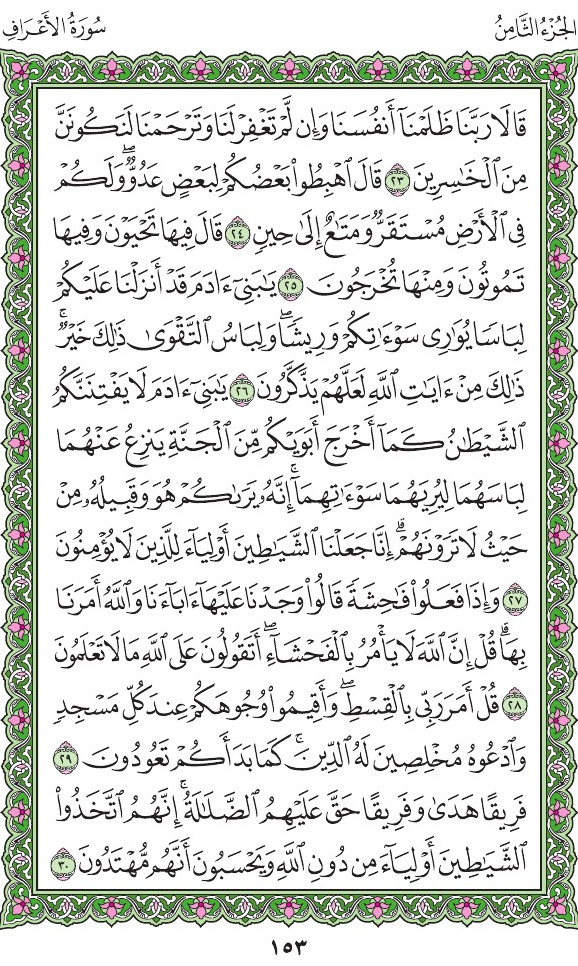 الجُزْءُ الثَّامِنُ
سُورَةُ الأَعْرَافِ
قَالَا رَبَّنَا ظَلَمْنَآ أَنفُسَنَا وَإِن لَّمْ تَغْفِرْ لَنَا وَتَرْحَمْنَا لَنَكُونَنَّ
مِنَ ٱلْخَٰسِرِينَ ٢٣ قَالَ ٱهْبِطُوا۟ بَعْضُكُمْ لِبَعْضٍ عَدُوٌّۖ وَلَكُمْ
فِى ٱلْأَرْضِ مُسْتَقَرٌّ وَمَتَٰعٌ إِلَىٰ حِينٍ ٢٤ قَالَ فِيهَا تَحْيَوْنَ وَفِيهَا
تَمُوتُونَ وَمِنْهَا تُخْرَجُونَ ٢٥ يَٰبَنِىٓ ءَادَمَ قَدْ أَنزَلْنَا عَلَيْكُمْ
لِبَاسًا يُوَٰرِى سَوْءَٰتِكُمْ وَرِيشًاۖ وَلِبَاسُ ٱلتَّقْوَىٰ ذَٰلِكَ خَيْرٌۚ
ذَٰلِكَ مِنْ ءَايَٰتِ ٱللَّهِ لَعَلَّهُمْ يَذَّكَّرُونَ ٢٦ يَٰبَنِىٓ ءَادَمَ لَا يَفْتِنَنَّكُمُ
ٱلشَّيْطَٰنُ كَمَآ أَخْرَجَ أَبَوَيْكُم مِّنَ ٱلْجَنَّةِ يَنزِعُ عَنْهُمَا
لِبَاسَهُمَا لِيُرِيَهُمَا سَوْءَٰتِهِمَآۚ إِنَّهُۥ يَرَىٰكُمْ هُوَ وَقَبِيلُهُۥ مِنْ
حَيْثُ لَا تَرَوْنَهُمْۗ إِنَّا جَعَلْنَا ٱلشَّيَٰطِينَ أَوْلِيَآءَ لِلَّذِينَ لَا يُؤْمِنُونَ
٢٧ وَإِذَا فَعَلُوا۟ فَٰحِشَةً قَالُوا۟ وَجَدْنَا عَلَيْهَآ ءَابَآءَنَا وَٱللَّهُ أَمَرَنَا
بِهَاۗ قُلْ إِنَّ ٱللَّهَ لَا يَأْمُرُ بِٱلْفَحْشَآءِۖ أَتَقُولُونَ عَلَى ٱللَّهِ مَا لَا تَعْلَمُونَ
٢٨ قُلْ أَمَرَ رَبِّى بِٱلْقِسْطِۖ وَأَقِيمُوا۟ وُجُوهَكُمْ عِندَ كُلِّ مَسْجِدٍ
وَٱدْعُوهُ مُخْلِصِينَ لَهُ ٱلدِّينَۚ كَمَا بَدَأَكُمْ تَعُودُونَ ٢٩
فَرِيقًا هَدَىٰ وَفَرِيقًا حَقَّ عَلَيْهِمُ ٱلضَّلَٰلَةُۚ إِنَّهُمُ ٱتَّخَذُوا۟
ٱلشَّيَٰطِينَ أَوْلِيَآءَ مِن دُونِ ٱللَّهِ وَيَحْسَبُونَ أَنَّهُم مُّهْتَدُونَ ٣٠
١٥٣